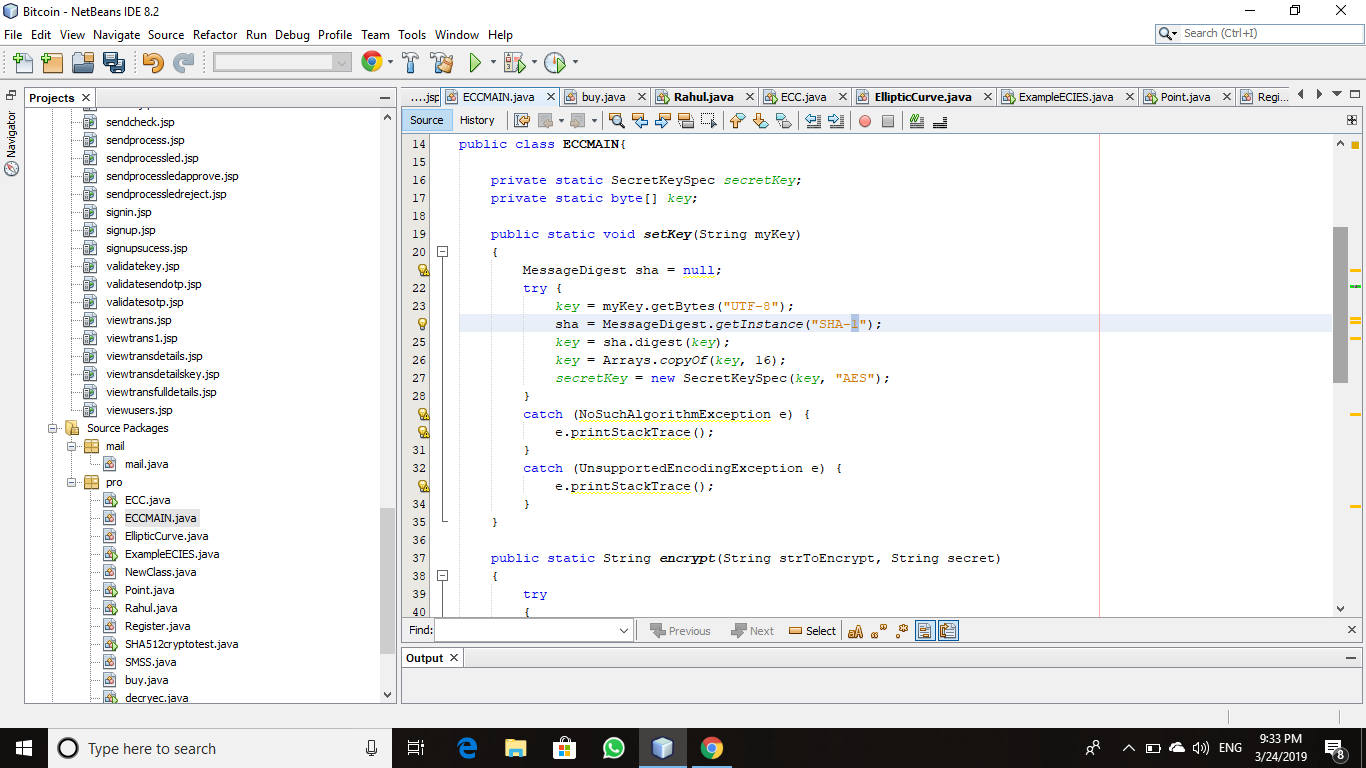 Bitcoin - NetBeans IDE 8.2
File Edit View Navigate Source Refactor Run Debug Profile Team Tools Window Help
Search (Ctrl+I)
Projects
Navigator
sendcheck.jsp
sendprocess.jsp
sendprocessled.jsp
sendprocessledapprove.jsp
sendprocessledreject.jsp
signin.jsp
signup.jsp
signupsucess.jsp
validatekey.jsp
validatesendotp.jsp
validatesotp.jsp
viewtrans.jsp
viewtrans1.jsp
viewtransdetails.jsp
viewtransdetailskey.jsp
viewtransfulldetails.jsp
viewusers.jsp
Source Packages
mail
mail.java
pro
ECC.java
ECCMAIN.java
EllipticCurve.java
ExampleECIES.java
NewClass.java
Point.java
Rahul.java
Register.java
SHA512cryptotest.java
SMSS.java
buy.java
decryec.java
....jsp ECCMAIN.java buy.java Rahul.java ECC.java EllipticCurve.java ExampleECIES.java Point.java Regi...
Source History
14 public class ECCMAIN{
15
16 private static SecretKeySpec secretKey;
17 private static byte[] key;
18
19 public static void setKey(String myKey)
20 {
MessageDigest sha = null;
22 try {
23 key = myKey.getBytes("UTF-8");
sha = MessageDigest.getInstance("SHA-1");
25 key = sha.digest(key);
26 key = Arrays.copyOf(key, 16);
27 secretKey = new SecretKeySpec(key, "AES");
28 }
catch (NoSuchAlgorithmException e) {
e.printStackTrace();
31 }
32 catch (UnsupportedEncodingException e) {
e.printStackTrace();
34 }
35 }
36
37 public static String encrypt(String strToEncrypt, String secret)
38 {
39 try
40 {
Find: Previous Next Select
Output
Type here to search
ENG
9:33 PM
3/24/2019
8